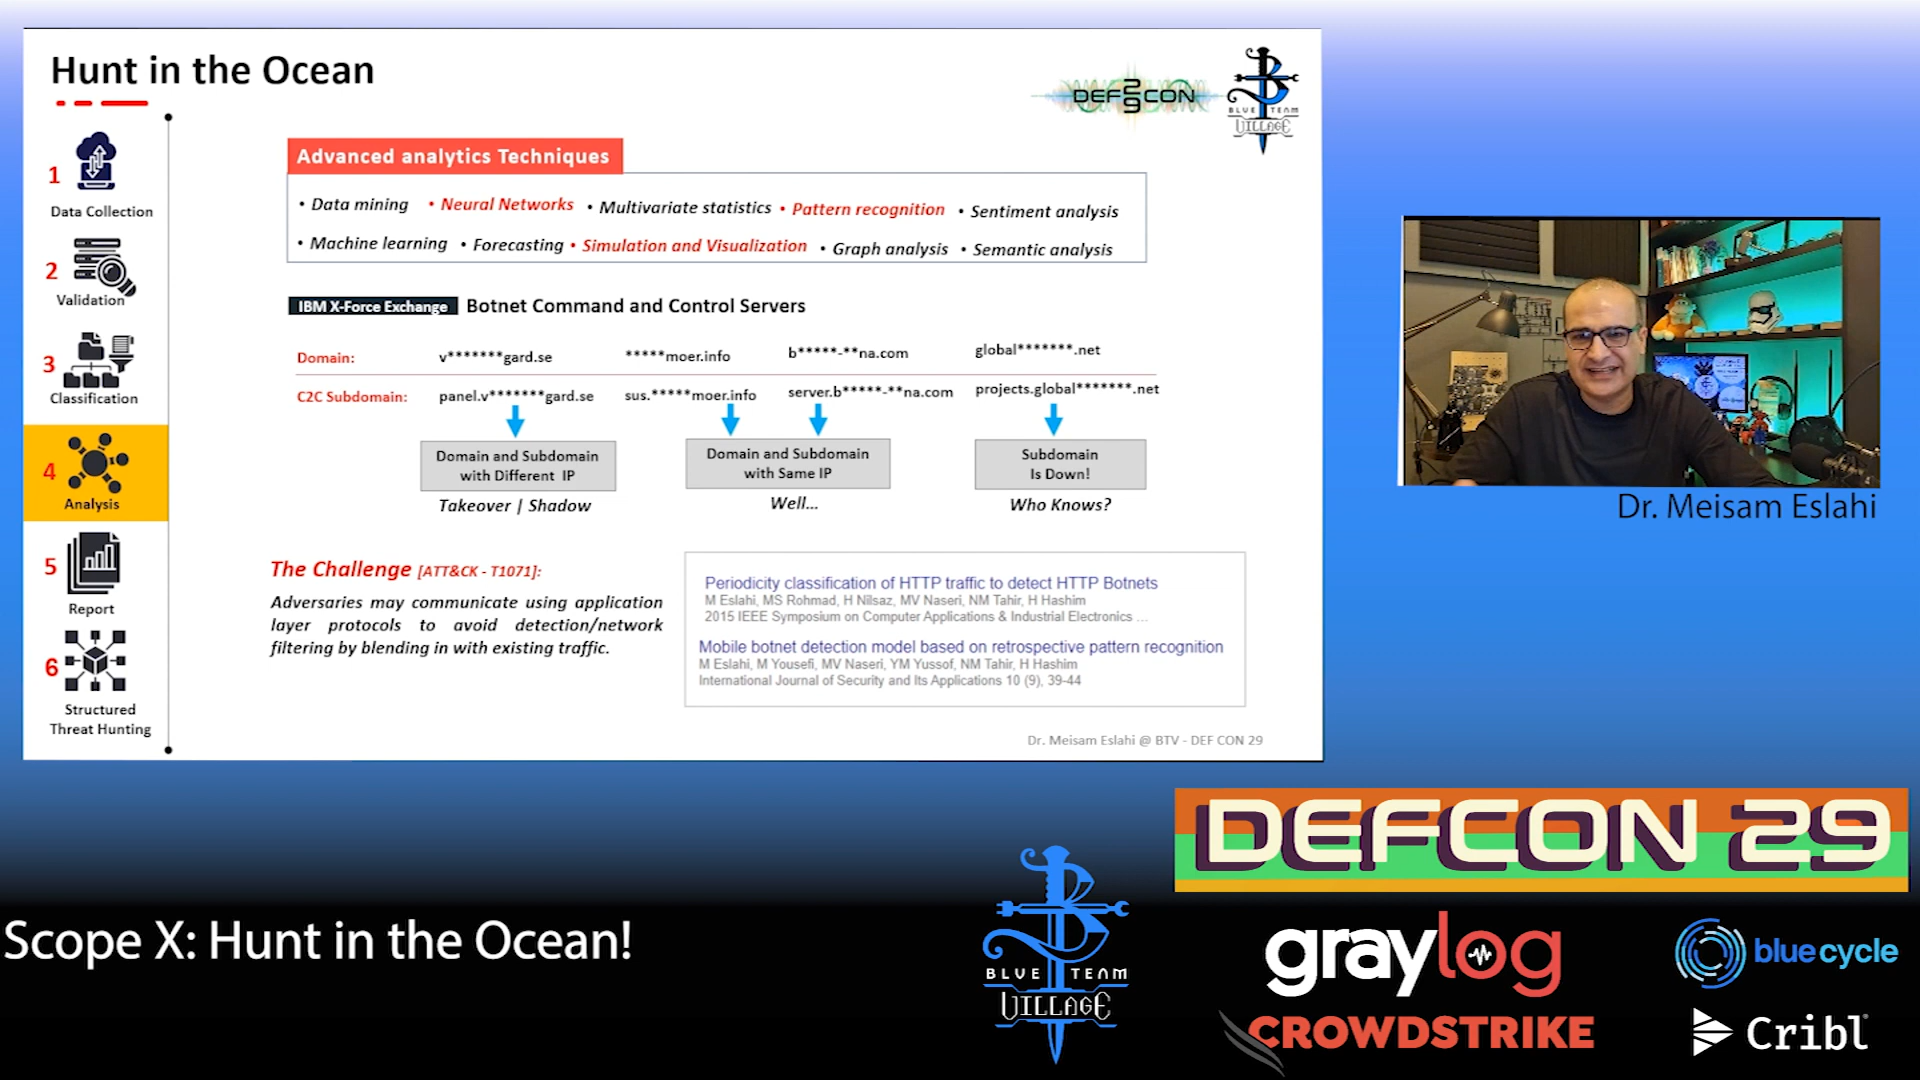 Hunt in the Ocean
DEF CON 29
BLUE TEAM
VILLAGE
1
Data Collection
2
Validation
3
Classification
4
Analysis
5
Report
6
Structured
Threat Hunting
Advanced analytics Techniques
• Data mining • Neural Networks • Multivariate statistics • Pattern recognition • Sentiment analysis
• Machine learning • Forecasting • Simulation and Visualization • Graph analysis • Semantic analysis
IBM X-Force Exchange Botnet Command and Control Servers
Domain: v*******gard.se *****moer.info b*****-**na.com global*******.net
C2C Subdomain: panel.v*******gard.se sus.*****moer.info server.b*****-**na.com projects.global*******.net
Domain and Subdomain
with Different IP
Takeover | Shadow
Domain and Subdomain
with Same IP
Well...
Subdomain
Is Down!
Who Knows?
The Challenge [ATT&CK - T1071]:
Adversaries may communicate using application
layer protocols to avoid detection/network
filtering by blending in with existing traffic.
Periodicity classification of HTTP traffic to detect HTTP Botnets
M Eslahi, MS Rohmad, H Nilsaz, MV Naseri, NM Tahir, H Hashim
2015 IEEE Symposium on Computer Applications & Industrial Electronics ...
Mobile botnet detection model based on retrospective pattern recognition
M Eslahi, M Yousefi, MV Naseri, YM Yussof, NM Tahir, H Hashim
International Journal of Security and Its Applications 10 (9), 39-44
Dr. Meisam Eslahi @ BTV - DEF CON 29
Dr. Meisam Eslahi
DEFCON 29
Scope X: Hunt in the Ocean!
BLUE TEAM
VILLAGE
graylog
blue cycle
CROWDSTRIKE
Cribl